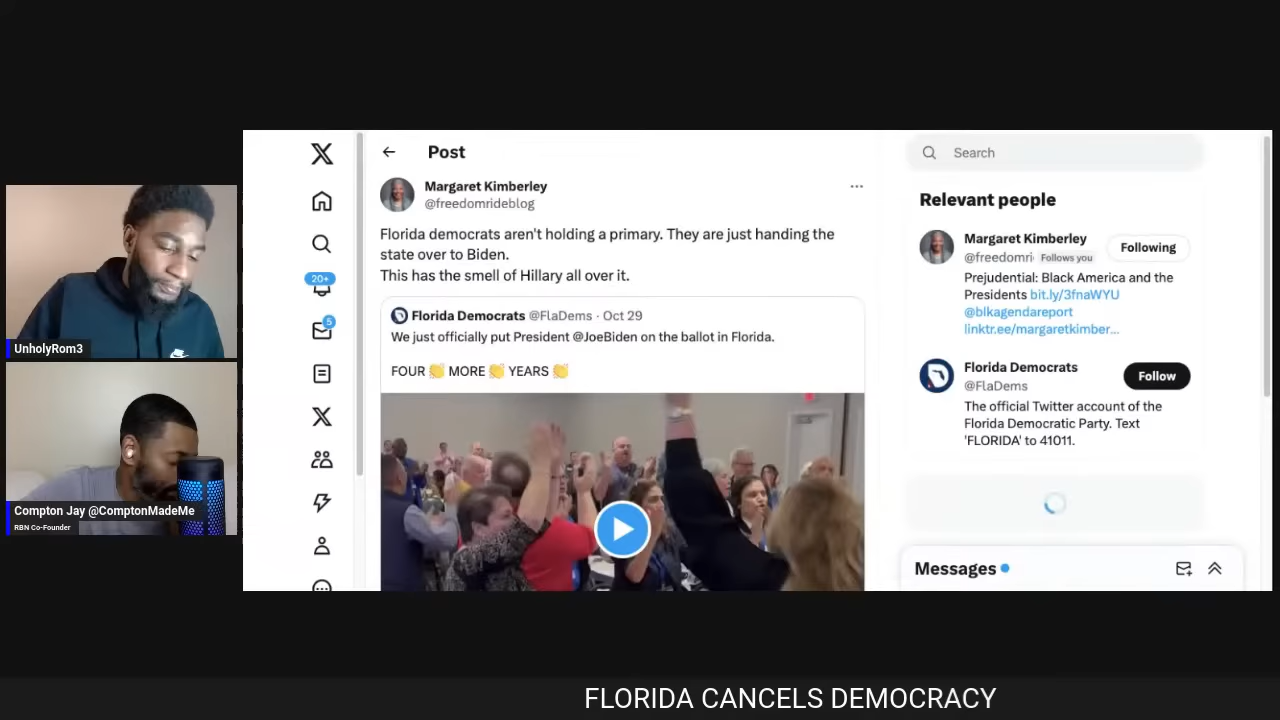 UnholyRom3
Compton Jay @ComptonMadeMe
RBN Co-Founder
20+
5
Post
Margaret Kimberley
@freedomrideblog
Florida democrats aren't holding a primary. They are just handing the
state over to Biden.
This has the smell of Hillary all over it.
Florida Democrats @FlaDems · Oct 29
We just officially put President @JoeBiden on the ballot in Florida.
FOUR 👏 MORE 👏 YEARS 👏
Search
Relevant people
Margaret Kimberley
@freedomri Follows you
Following
Prejudential: Black America and the
Presidents bit.ly/3fnaWYU
@blkagendareport
linktr.ee/margaretkimber...
Florida Democrats
@FlaDems
Follow
The official Twitter account of the
Florida Democratic Party. Text
'FLORIDA' to 41011.
Messages
FLORIDA CANCELS DEMOCRACY